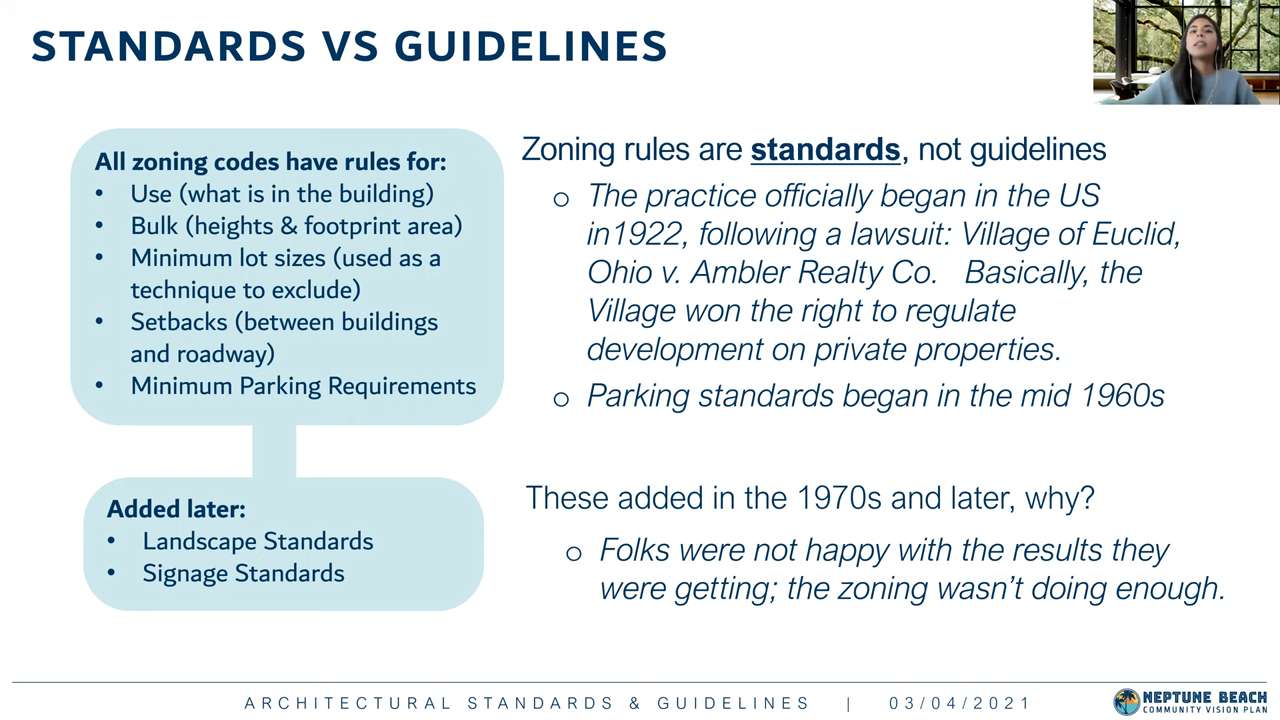 STANDARDS VS GUIDELINES
All zoning codes have rules for:
• Use (what is in the building)
• Bulk (heights & footprint area)
• Minimum lot sizes (used as a
technique to exclude)
• Setbacks (between buildings
and roadway)
• Minimum Parking Requirements
Added later:
• Landscape Standards
• Signage Standards
Zoning rules are standards, not guidelines
o The practice officially began in the US
in1922, following a lawsuit: Village of Euclid,
Ohio v. Ambler Realty Co. Basically, the
Village won the right to regulate
development on private properties.
o Parking standards began in the mid 1960s
These added in the 1970s and later, why?
o Folks were not happy with the results they
were getting; the zoning wasn’t doing enough.
ARCHITECTURAL STANDARDS & GUIDELINES | 03/04/2021
NEPTUNE BEACH
COMMUNITY VISION PLAN